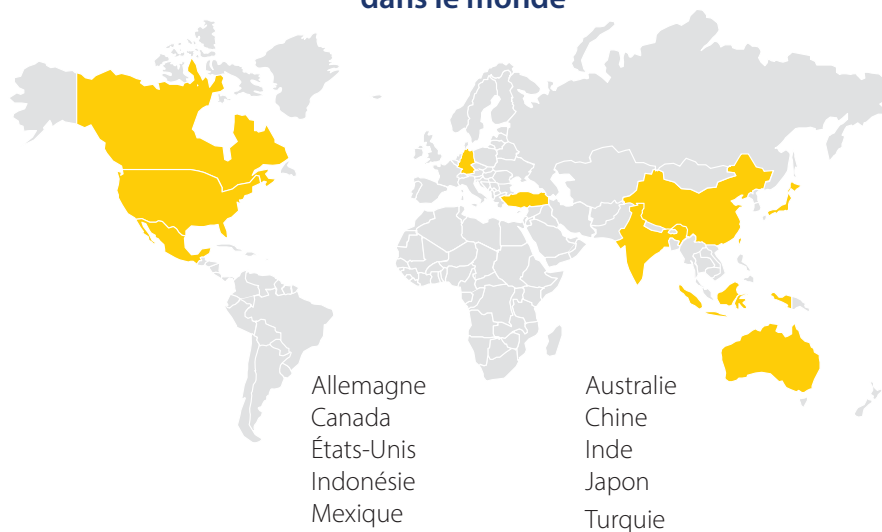 dans le monde
Allemagne
Canada
États-Unis
Indonésie
Mexique
Australie
Chine
Inde
Japon
Turquie